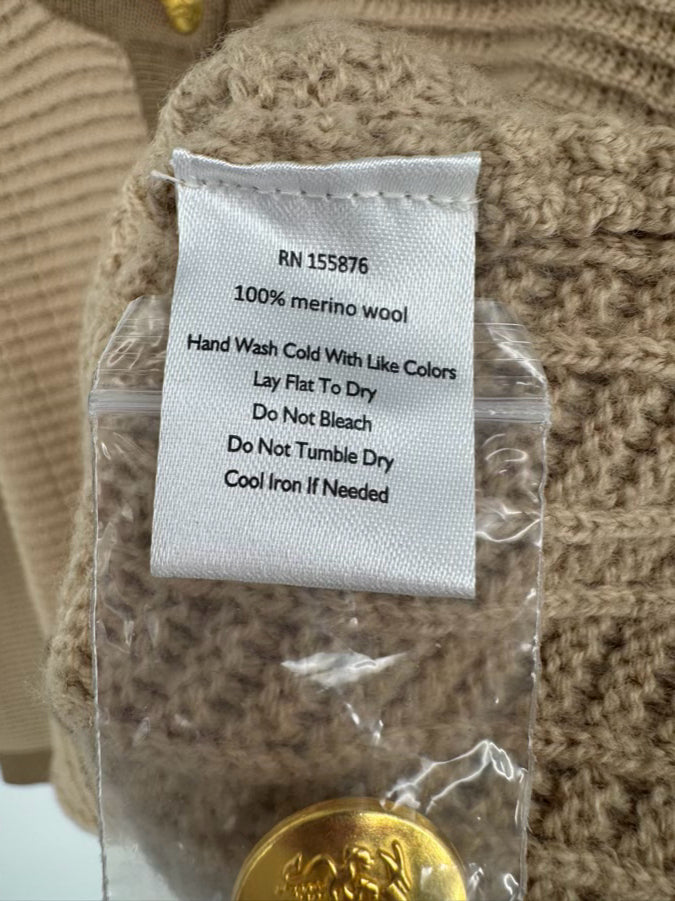 RN 155876
100% merino wool
Hand Wash Cold With Like Colors
Lay Flat To Dry
Do Not Bleach
Do Not Tumble Dry
Cool Iron If Needed